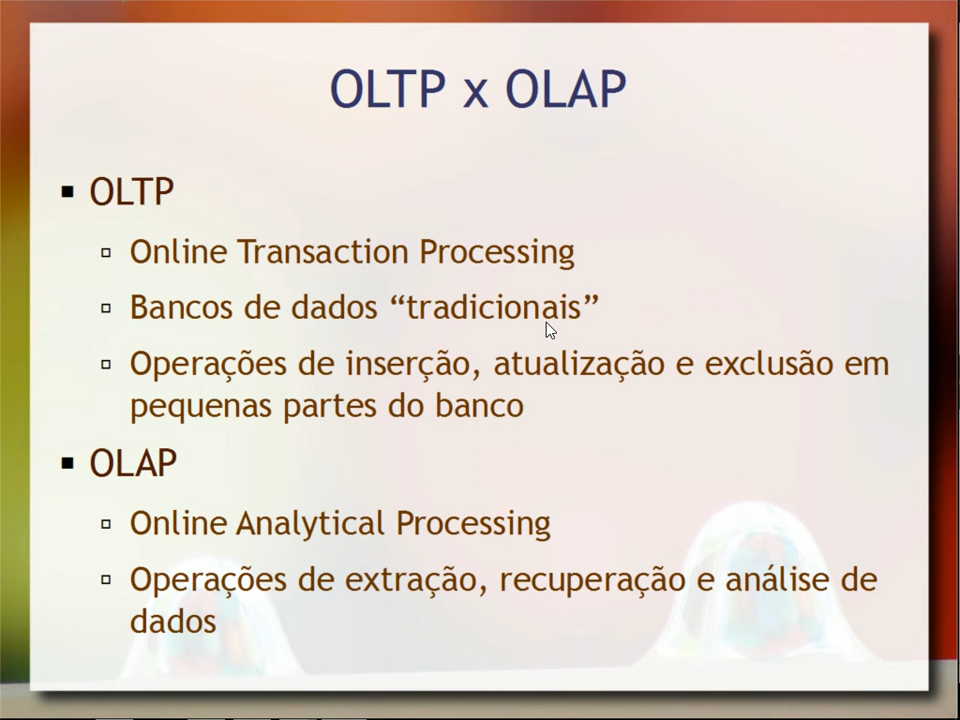 OLTP x OLAP
OLTP
Online Transaction Processing
Bancos de dados “tradicionais”
Operações de inserção, atualização e exclusão em
pequenas partes do banco
OLAP
Online Analytical Processing
Operações de extração, recuperação e análise de
dados